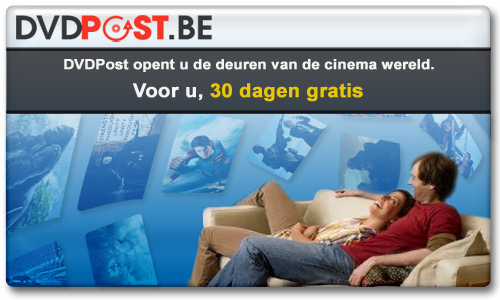 DVDPOST.BE
DVDPost opent u de deuren van de cinema wereld.
Voor u, 30 dagen gratis